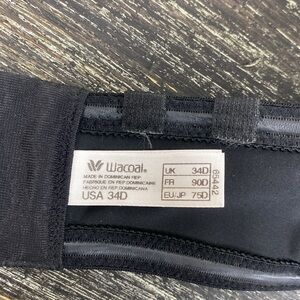 Wacoal®
MADE IN DOMINICAN REP.
FABRIQUE EN REP. DOMINICAINE
HECHO EN REP. DOMINICANA
USA 34D
UK 34D
FR 90D
EU-JP 75D
65442